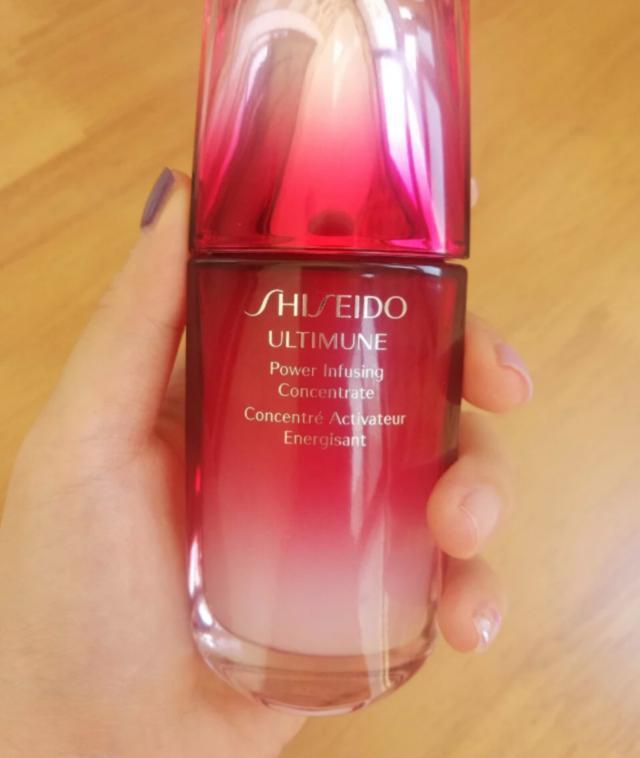 SHISEIDO
ULTIMUNE
Power Infusing
Concentrate
Concentré Activateur
Energisant